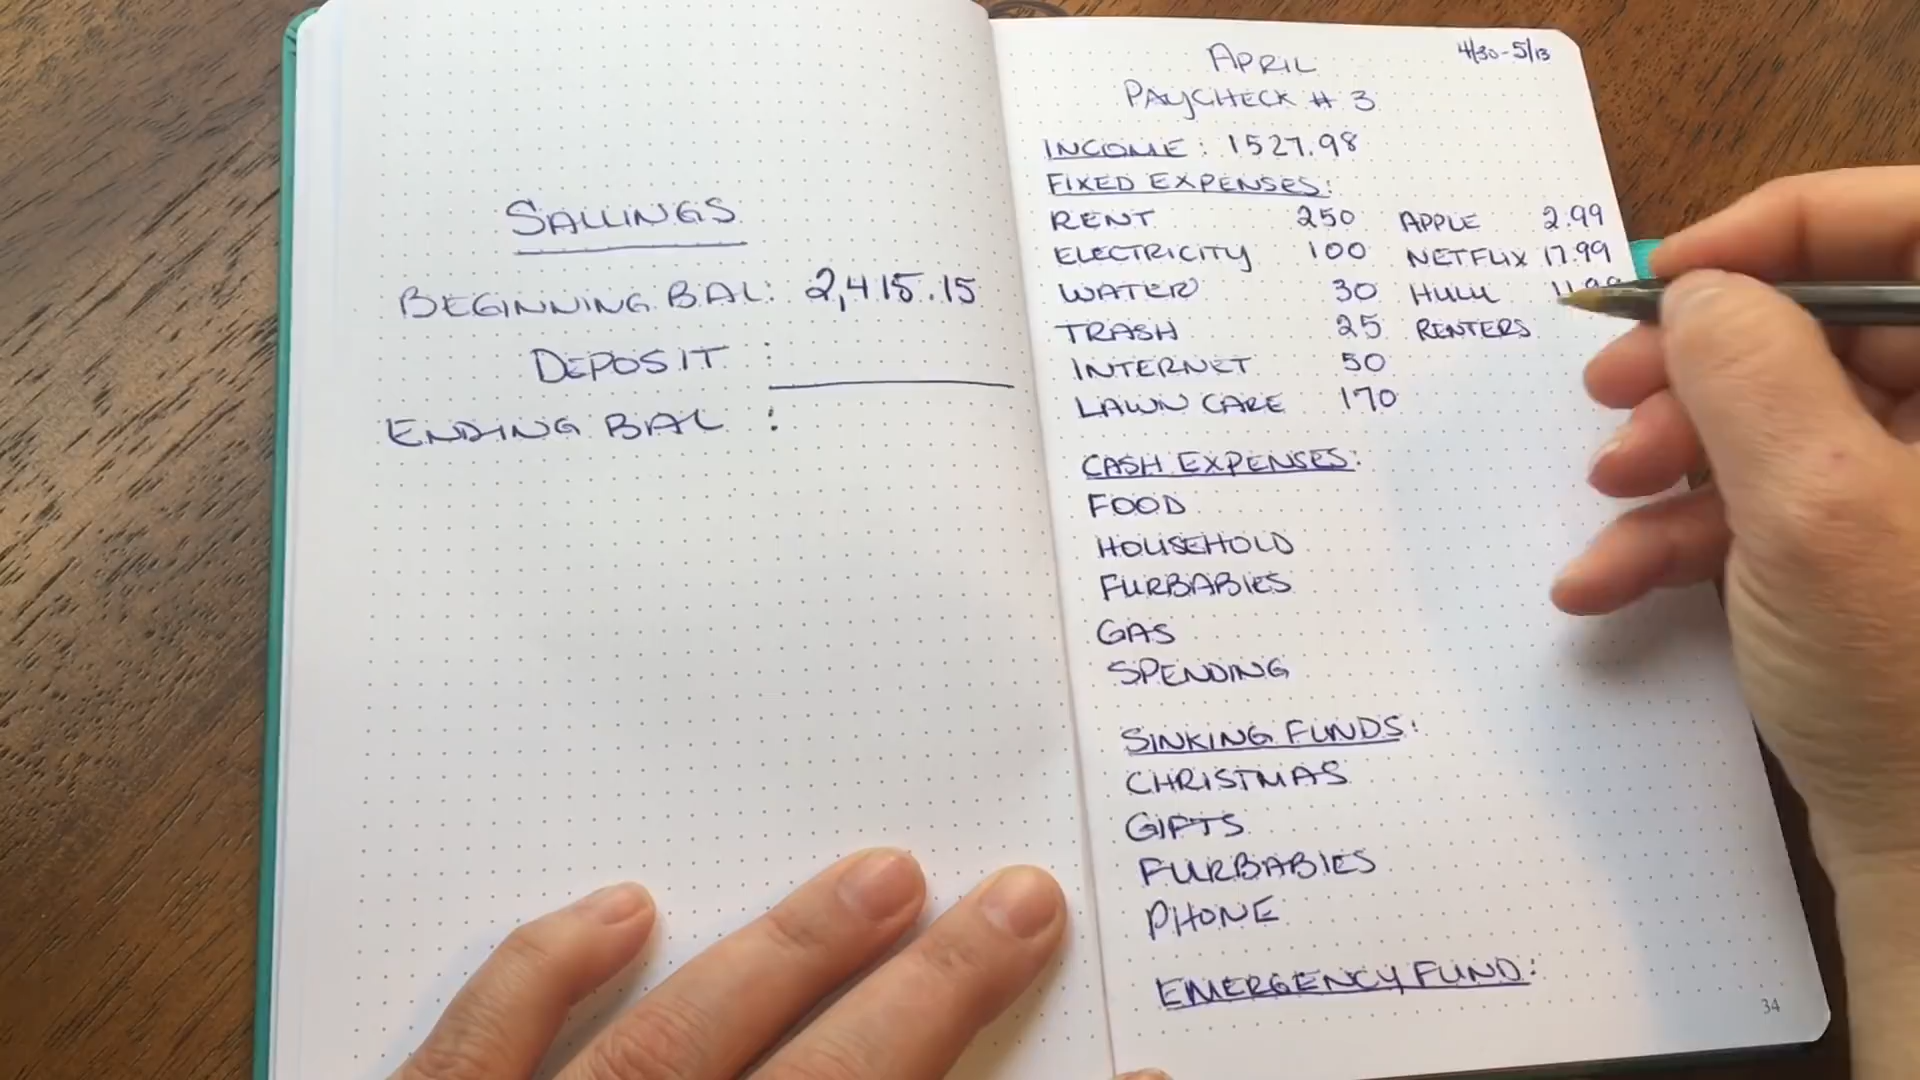 SAVINGS
BEGINNING BAL: 2,415.15
DEPOSIT :
ENDING BAL :
4/30-5/13
APRIL
PAYCHECK # 3
INCOME: 1527.98
FIXED EXPENSES:
RENT 250 APPLE 2.99
ELECTRICITY 100 NETFLIX 17.99
WATER 30 HULU 11.99
TRASH 25 RENTERS
INTERNET 50
LAWN CARE 170
CASH EXPENSES:
FOOD
HOUSEHOLD
FURBABIES
GAS
SPENDING
SINKING FUNDS:
CHRISTMAS
GIFTS
FURBABIES
PHONE
EMERGENCY FUND:
34